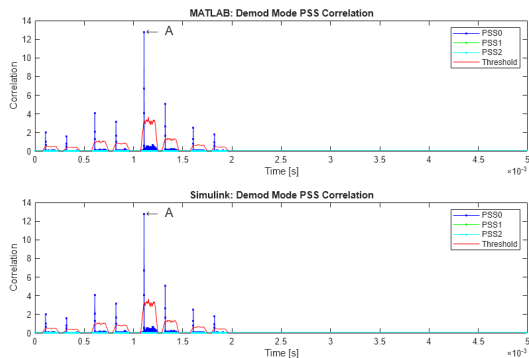 MATLAB: Demod Mode PSS Correlation
14
12
10
8
6
4
2
0
Correlation
A
PSS0
PSS1
PSS2
Threshold
0 0.5 1 1.5 2 2.5 3 3.5 4 4.5 5
Time [s]
×10⁻³
Simulink: Demod Mode PSS Correlation
14
12
10
8
6
4
2
0
Correlation
A
PSS0
PSS1
PSS2
Threshold
0 0.5 1 1.5 2 2.5 3 3.5 4 4.5 5
Time [s]
×10⁻³